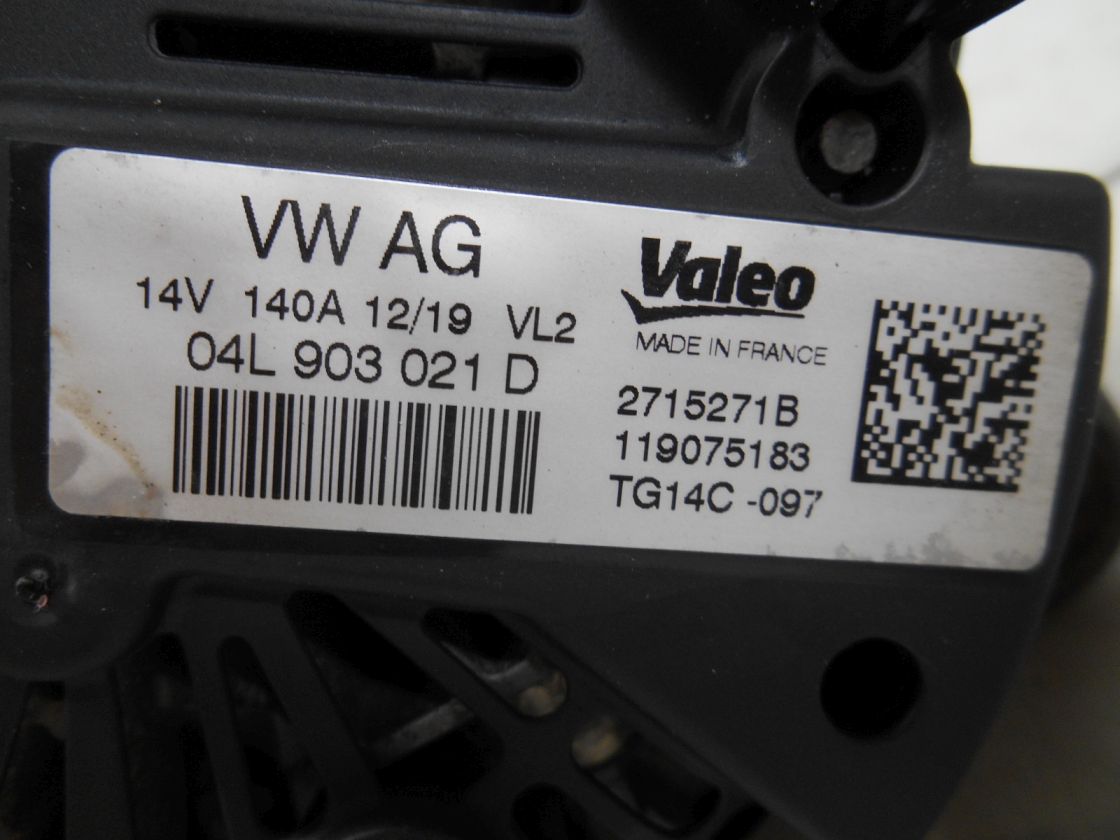 VW AG
14V 140A 12/19 VL2
04L 903 021 D
Valeo
MADE IN FRANCE
2715271B
119075183
TG14C -097